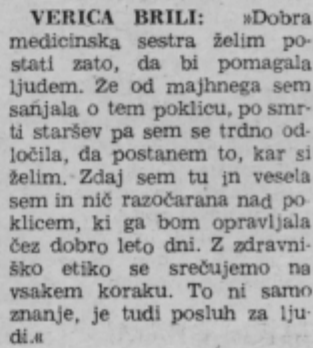 VERICA BRILI: »Dobra
medicinska sestra želim po-
stati zato, da bi pomagala
ljudem. Že od majhnega sem
sanjala o tem poklicu, po smr-
ti staršev pa sem se trdno od-
ločila, da postanem to, kar si
želim. Zdaj sem tu in vesela
sem in nič razočarana nad po-
klicem, ki ga bom opravljala
čez dobro leto dni. Z zdravni-
ško etiko se srečujemo na
vsakem koraku. To ni samo
znanje, je tudi posluh za lju-
di.«